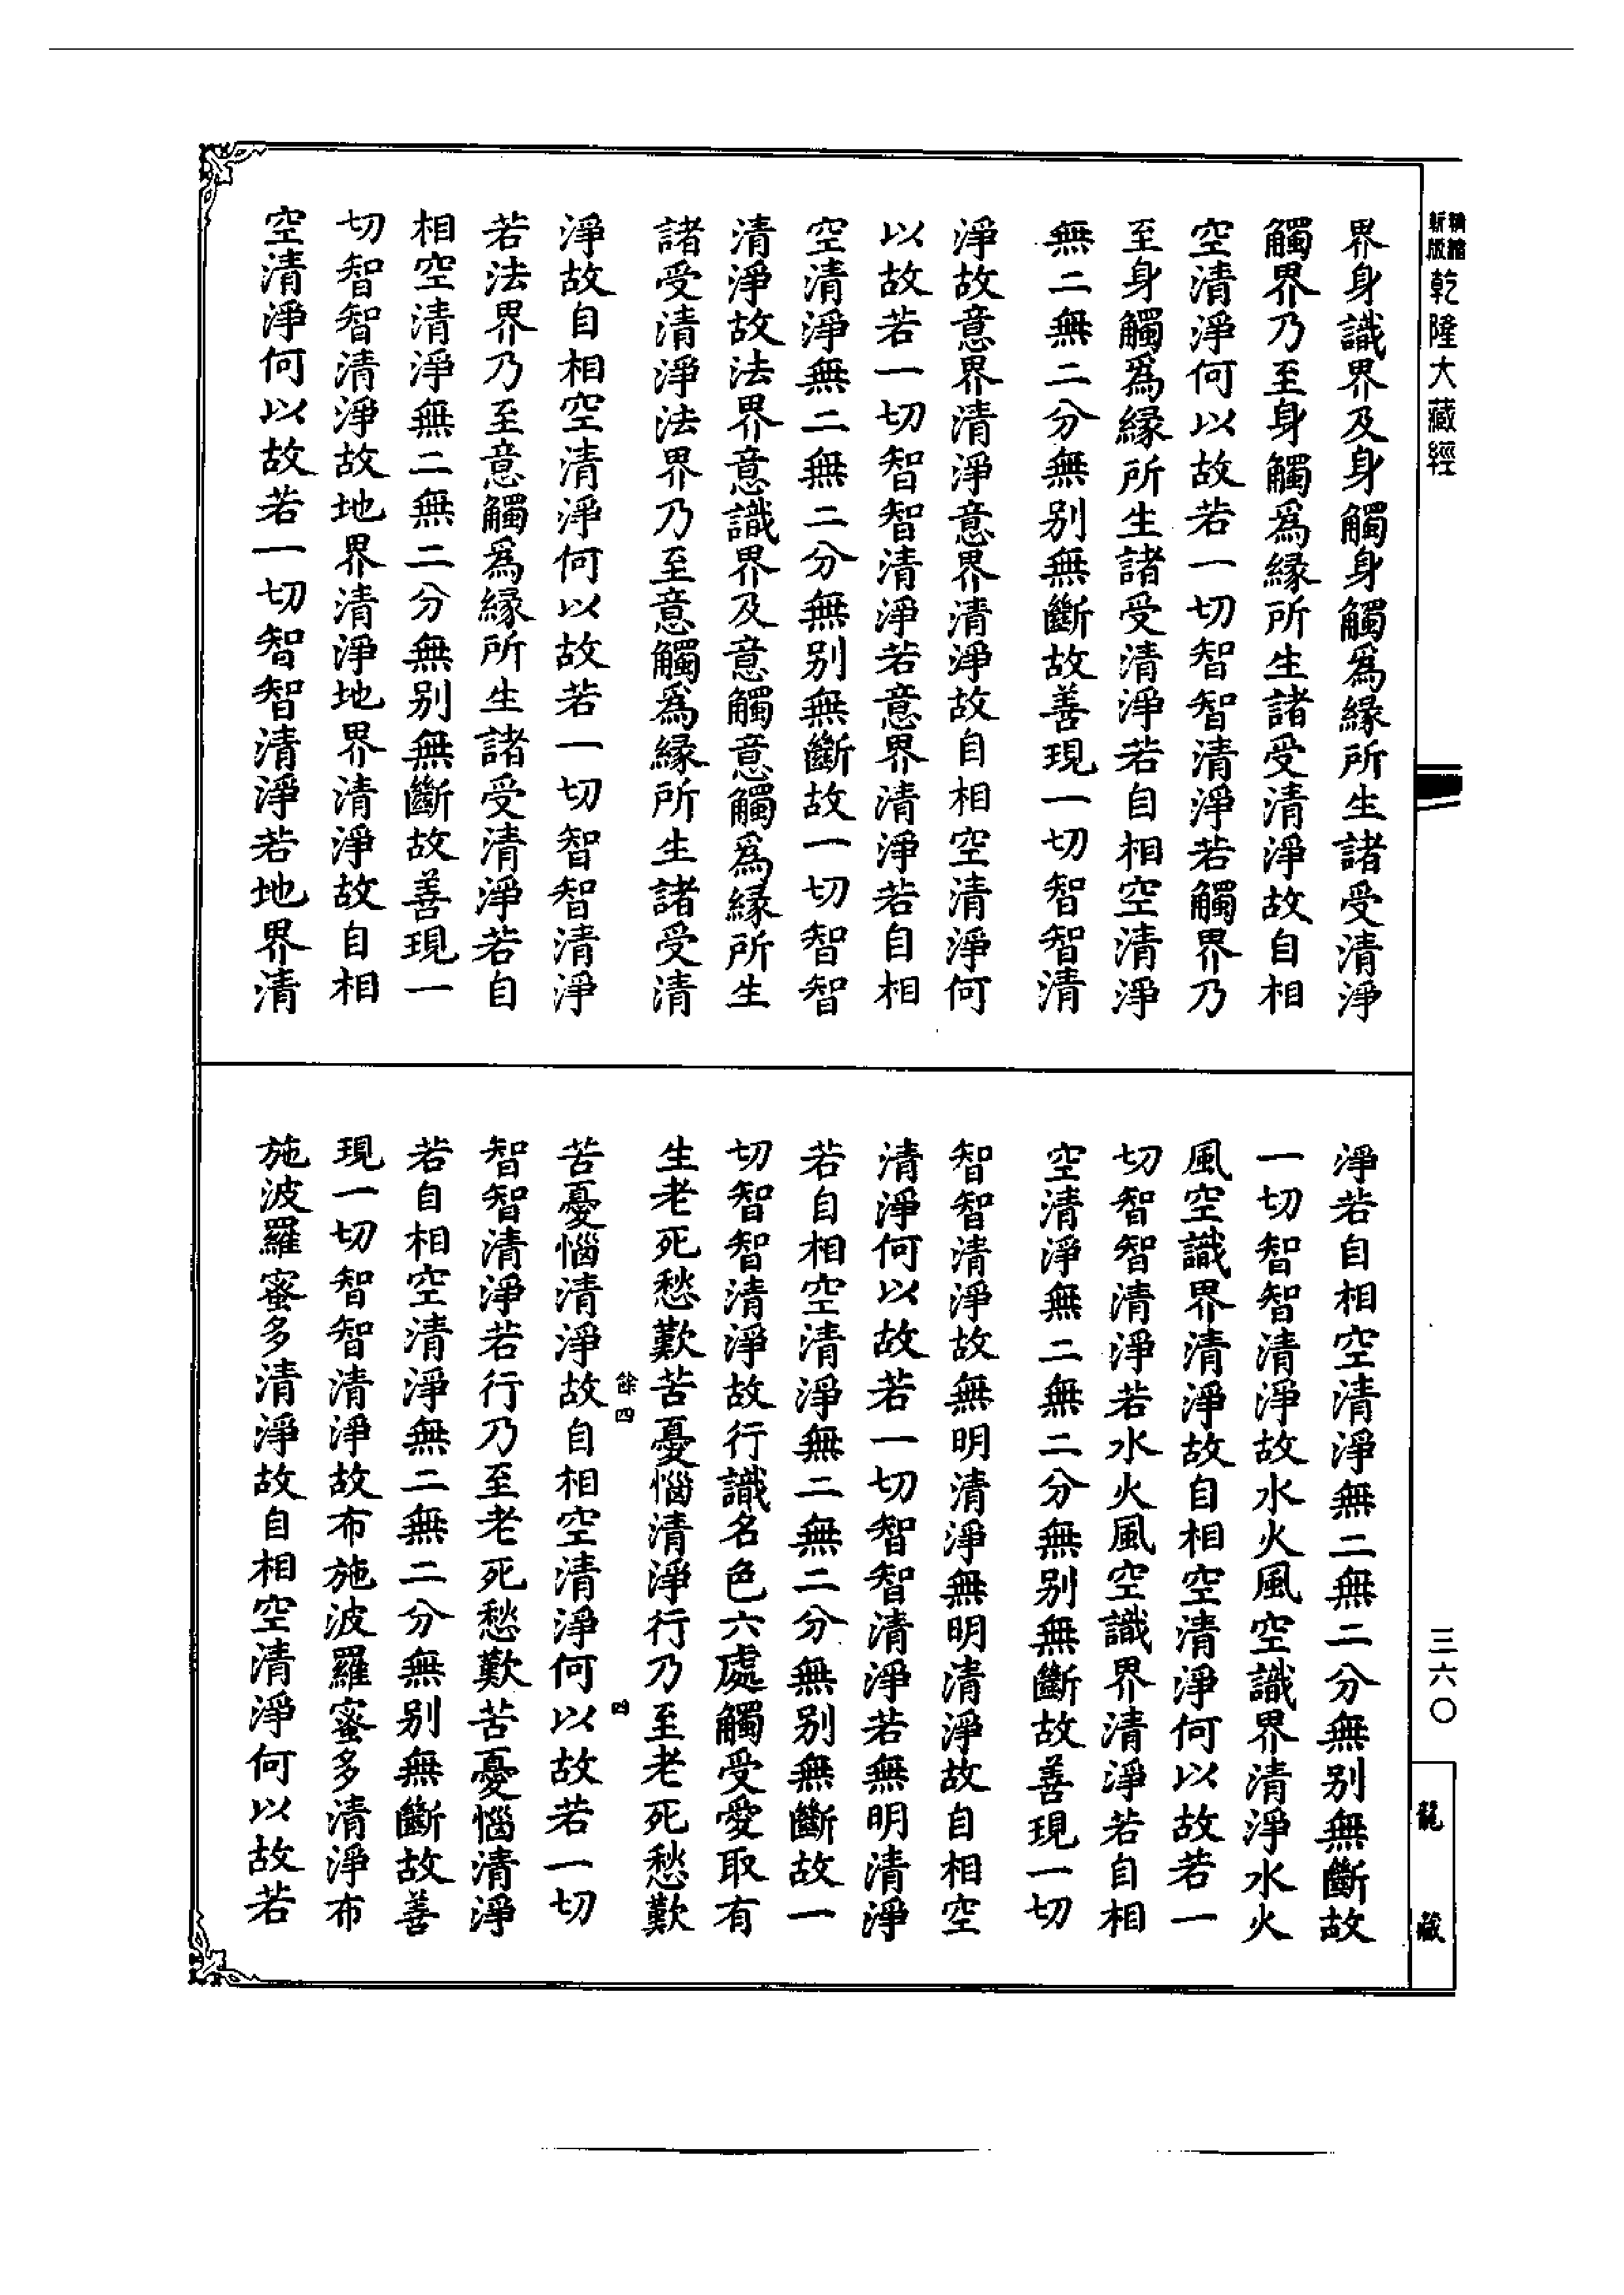 精縮新版乾隆大藏經
三六〇
龍藏
界身識界及身觸身觸爲緣所生諸受清淨
觸界乃至身觸爲緣所生諸受清淨故自相
空清淨何以故若一切智智清淨若觸界乃
至身觸爲緣所生諸受清淨若自相空清淨
無二無二分無別無斷故善現一切智智清
淨故意界清淨意界清淨故自相空清淨何
以故若一切智智清淨若意界清淨若自相
空清淨無二無二分無別無斷故一切智智
清淨故法界意識界及意觸意觸爲緣所生
諸受清淨法界乃至意觸爲緣所生諸受清
淨故自相空清淨何以故若一切智智清淨
若法界乃至意觸爲緣所生諸受清淨若自
相空清淨無二無二分無別無斷故善現一
切智智清淨故地界清淨地界清淨故自相
空清淨何以故若一切智智清淨若地界清
淨若自相空清淨無二無二分無別無斷故
一切智智清淨故水火風空識界清淨水火
風空識界清淨故自相空清淨何以故若一
切智智清淨若水火風空識界清淨若自相
空清淨無二無二分無別無斷故善現一切
智智清淨故無明清淨無明清淨故自相空
清淨何以故若一切智智清淨若無明清淨
若自相空清淨無二無二分無別無斷故一
切智智清淨故行識名色六處觸受愛取有
生老死愁歎苦憂惱清淨行乃至老死愁歎
餘四 四
苦憂惱清淨故自相空清淨何以故若一切
智智清淨若行乃至老死愁歎苦憂惱清淨
若自相空清淨無二無二分無別無斷故善
現一切智智清淨故布施波羅蜜多清淨布
施波羅蜜多清淨故自相空清淨何以故若